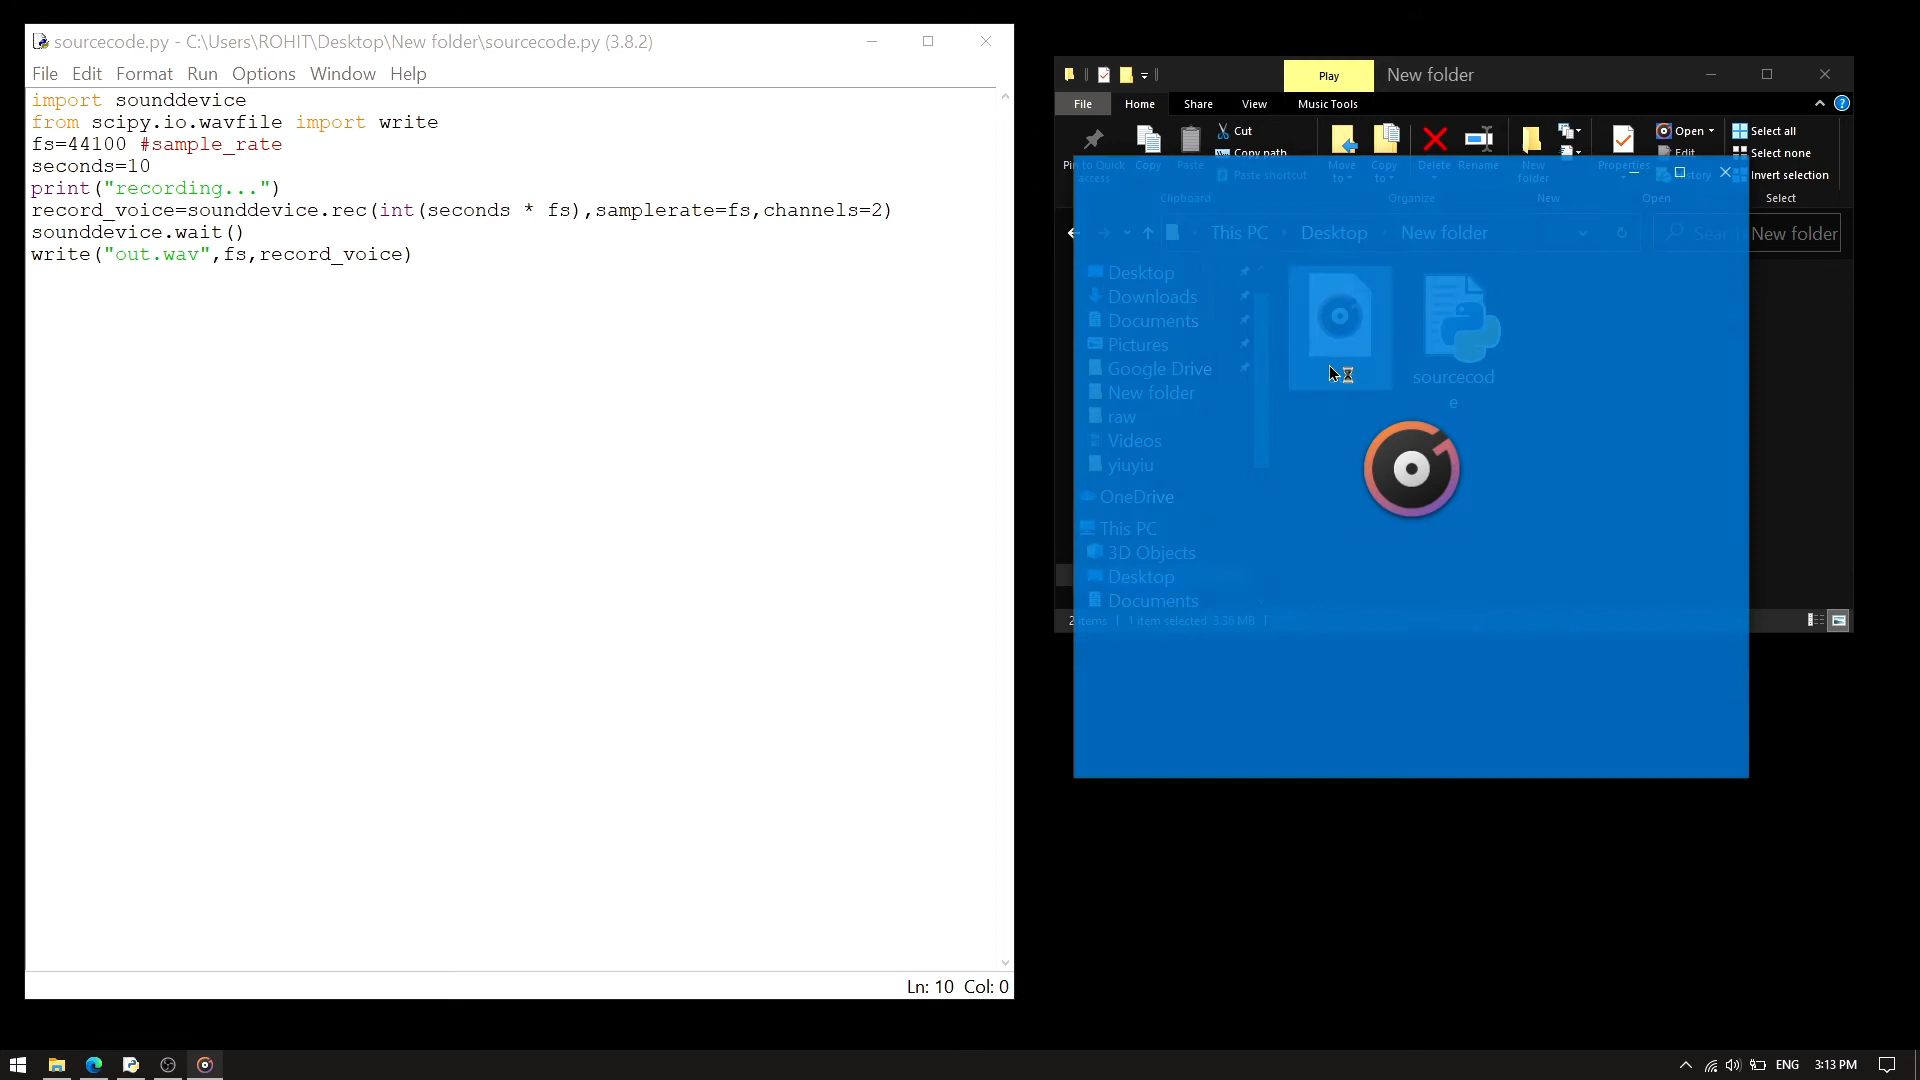 sourcecode.py - C:\Users\ROHIT\Desktop\New folder\sourcecode.py (3.8.2)
File Edit Format Run Options Window Help
import sounddevice
from scipy.io.wavfile import write
fs=44100 #sample_rate
seconds=10
print("recording...")
record_voice=sounddevice.rec(int(seconds * fs),samplerate=fs,channels=2)
sounddevice.wait()
write("out.wav",fs,record_voice)
Ln: 10 Col: 0
Play New folder
File Home Share View Music Tools
Pin to Quick access
Copy
Paste
Cut
Copy path
Paste shortcut
Clipboard
Move to
Copy to
Delete
Rename
Organize
New folder
New
Properties
Open
Edit
Open
Select all
Select none
Invert selection
Select
This PC Desktop New folder
New folder
Desktop
Downloads
Documents
Pictures
Google Drive
New folder
raw
Videos
yiuyiu
OneDrive
This PC
3D Objects
Desktop
Documents
sourcecod
e
2 items 1 item selected 3.36 MB
ENG 3:13 PM